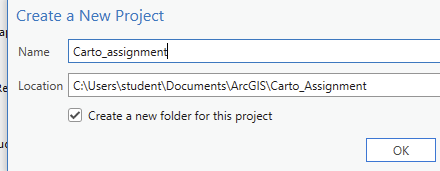 Create a New Project
Name Carto_assignment
Location C:\Users\student\Documents\ArcGIS\Carto_Assignment
Create a new folder for this project
OK